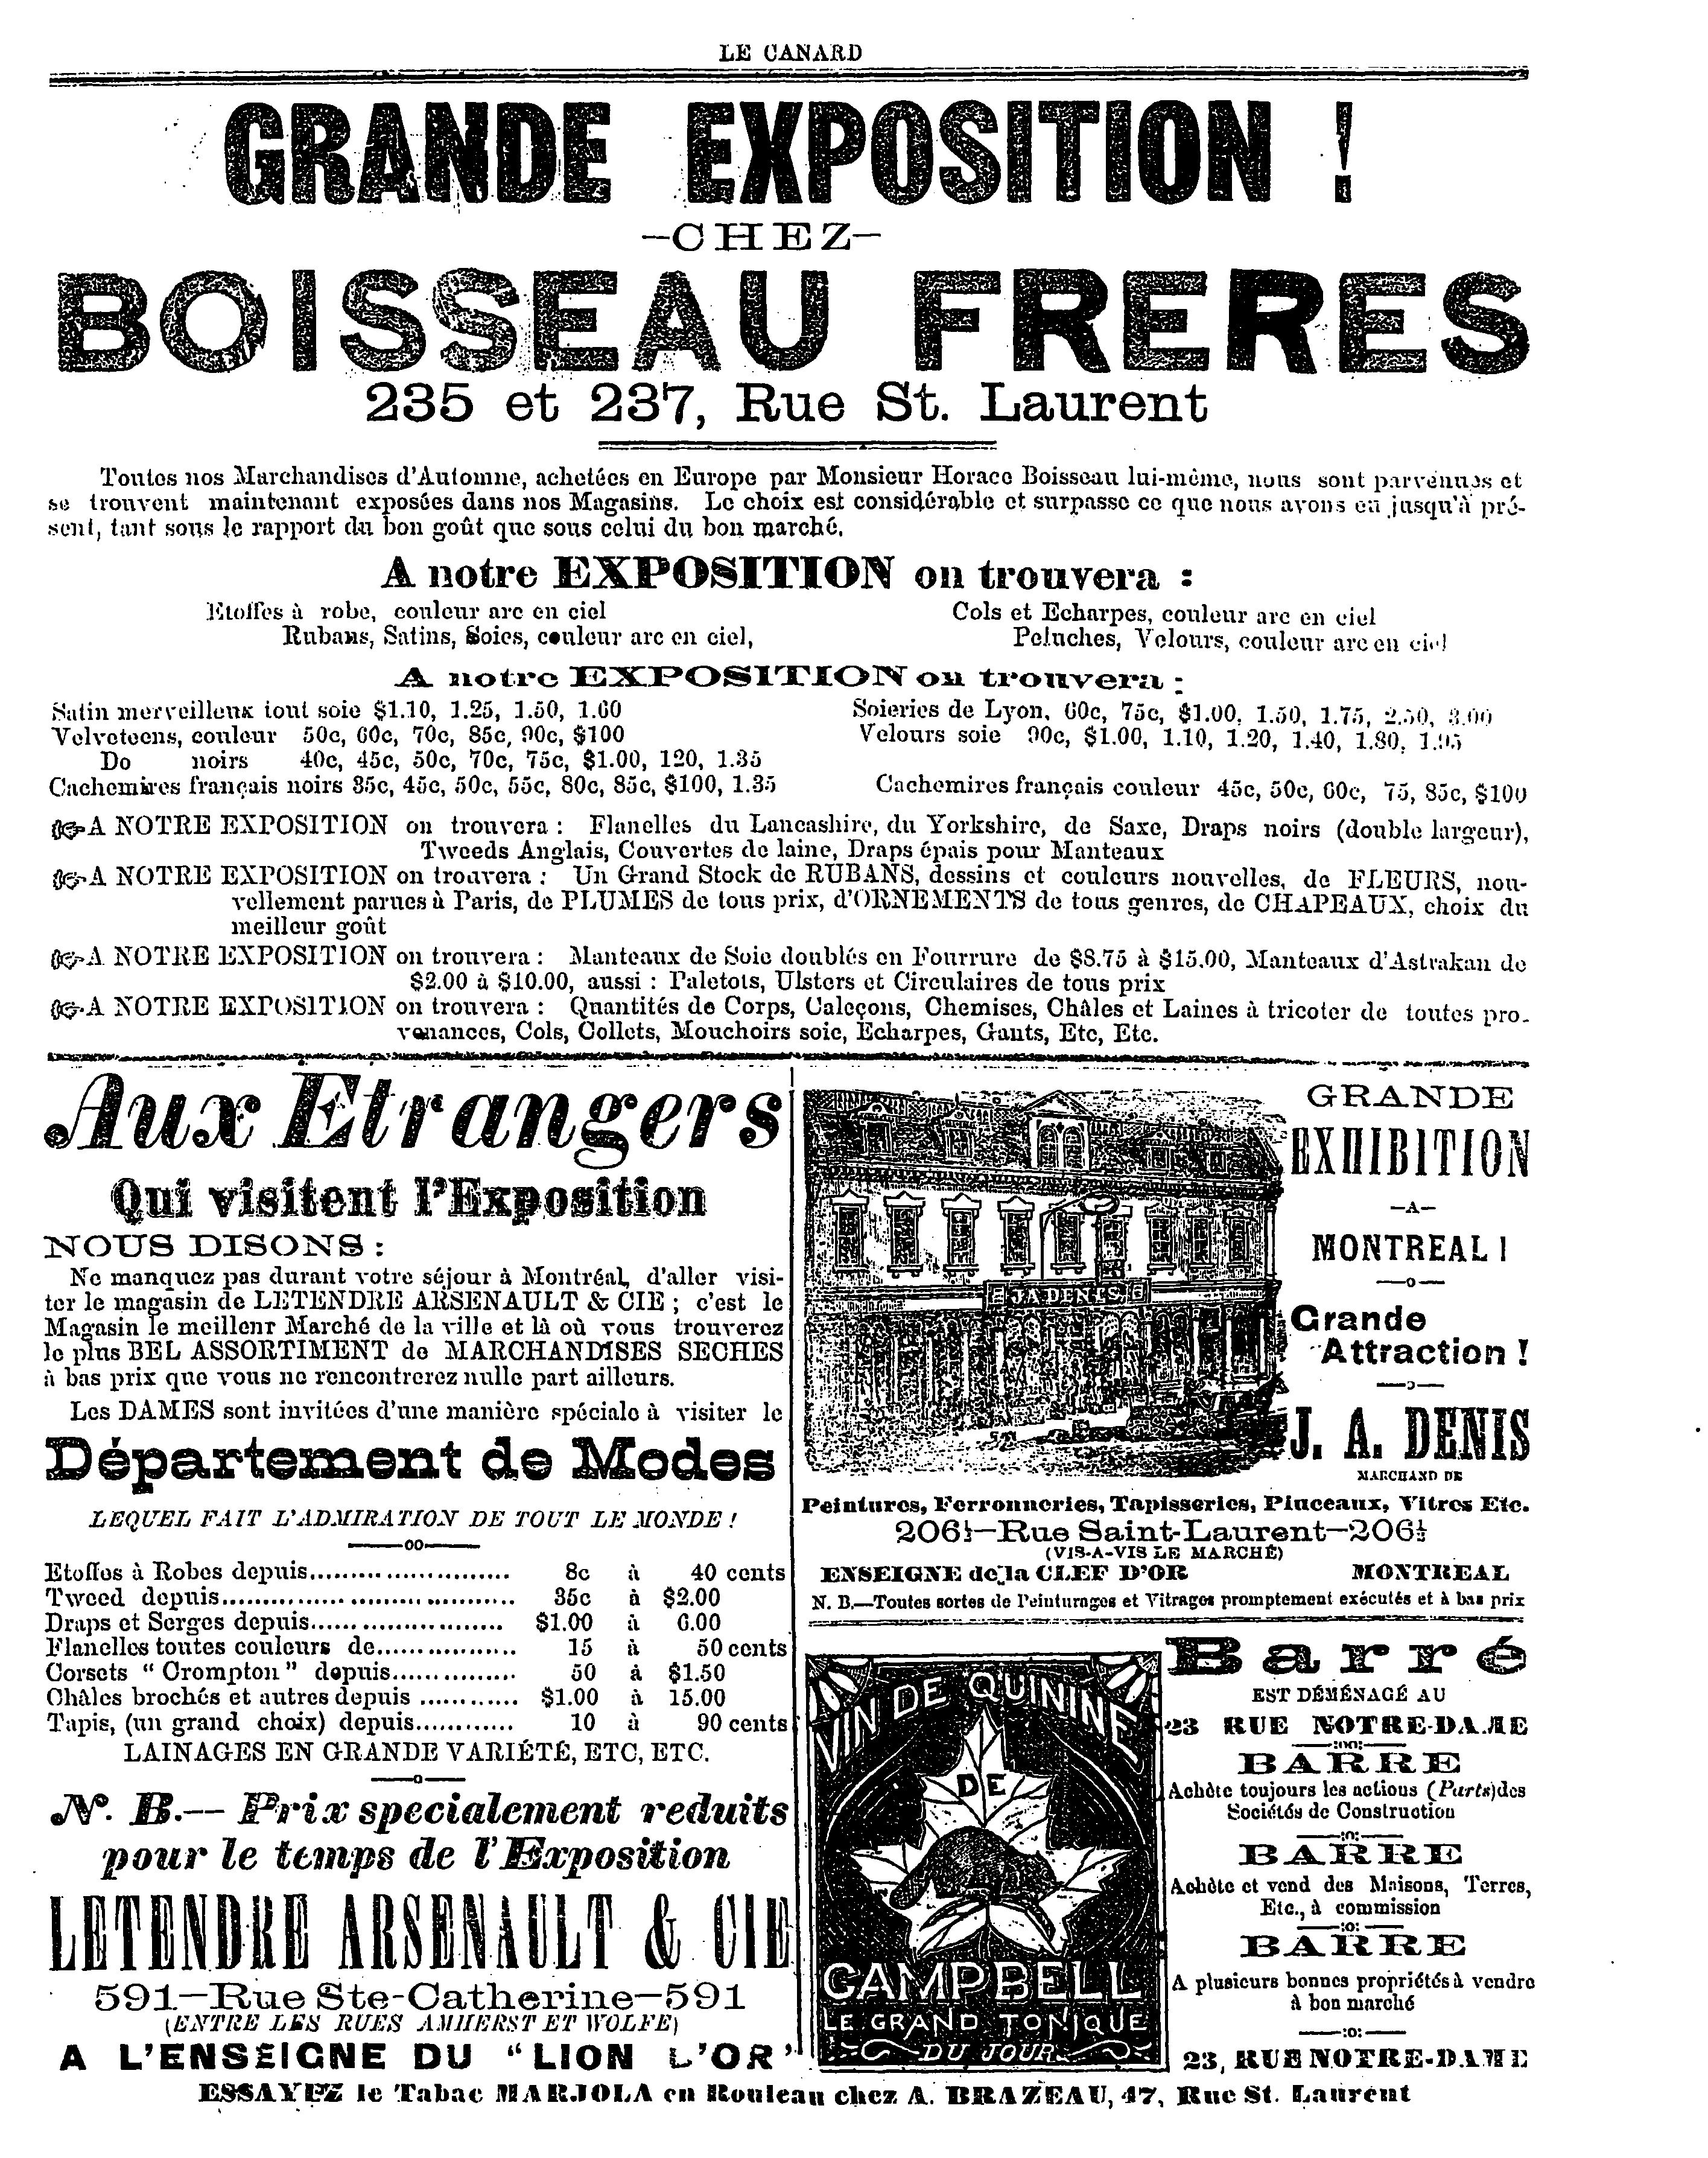 LE CANARD
GRANDE EXPOSITION !
—CHEZ—
BOISSEAU FRERES
235 et 237, Rue St. Laurent
Toutes nos Marchandises d'Automne, achetées en Europe par Monsieur Horace Boisseau lui-même, nous sont parvenues et
se trouvent maintenant exposées dans nos Magasins. Le choix est considérable et surpasse ce que nous avons eu jusqu'à pré-
sent, tant sous le rapport du bon goût que sous celui du bon marché.
A notre EXPOSITION on trouvera :
Etoffes à robe, couleur arc en ciel
Rubans, Satins, Soies, couleur arc en ciel,
Cols et Echarpes, couleur arc en ciel
Peluches, Velours, couleur arc en ciel
A notre EXPOSITION on trouvera :
Satin merveilleux tout soie $1.10, 1.25, 1.50, 1.60
Velveteens, couleur 50c, 60c, 70c, 85c, 90c, $100
Do noirs 40c, 45c, 50c, 70c, 75c, $1.00, 120, 1.35
Cachemires français noirs 35c, 45c, 50c, 55c, 80c, 85c, $100, 1.35
Soieries de Lyon, 60c, 75c, $1.00, 1.50, 1.75, 2.50, 3.00
Velours soie 90c, $1.00, 1.10, 1.20, 1.40, 1.80, 1.95
Cachemires français couleur 45c, 50c, 60c, 75, 85c, $100
A NOTRE EXPOSITION on trouvera : Flanelles du Lancashire, du Yorkshire, de Saxe, Draps noirs (double largeur),
Tweeds Anglais, Couvertes de laine, Draps épais pour Manteaux
A NOTRE EXPOSITION on trouvera : Un Grand Stock de RUBANS, dessins et couleurs nouvelles, de FLEURS, nou-
vellement parues à Paris, de PLUMES de tous prix, d'ORNEMENTS de tous genres, de CHAPEAUX, choix du
meilleur goût
A NOTRE EXPOSITION on trouvera : Manteaux de Soie doublés en Fourrure de $8.75 à $15.00, Manteaux d'Astrakan de
$2.00 à $10.00, aussi : Paletots, Ulsters et Circulaires de tous prix
A NOTRE EXPOSITION on trouvera : Quantités de Corps, Caleçons, Chemises, Châles et Laines à tricoter de toutes pro-
venances, Cols, Collets, Mouchoirs soie, Echarpes, Gants, Etc, Etc.
Aux Etrangers
Qui visitent l'Exposition
NOUS DISONS :
Ne manquez pas durant votre séjour à Montréal, d'aller visi-
ter le magasin de LETENDRE ARSENAULT & CIE ; c'est le
Magasin le meillenr Marché de la ville et là où vous trouverez
le plus BEL ASSORTIMENT de MARCHANDISES SECHES
à bas prix que vous ne rencontrerez nulle part ailleurs.
Les DAMES sont invitées d'une manière spéciale à visiter le
Département de Modes
LEQUEL FAIT L'ADMIRATION DE TOUT LE MONDE !
—oo—
Etoffes à Robes depuis........................ 8c à 40 cents
Tweed depuis.................................. 35c à $2.00
Draps et Serges depuis...................... $1.00 à 6.00
Flanelles toutes couleurs de................. 15 à 50 cents
Corsets “ Crompton ” depuis............... 50 à $1.50
Châles brochés et autres depuis ............ $1.00 à 15.00
Tapis, (un grand choix) depuis............ 10 à 90 cents
LAINAGES EN GRANDE VARIÉTÉ, ETC, ETC.
—o—
N. B.— Prix specialement reduits
pour le temps de l'Exposition
LETENDRE ARSENAULT & CIE
591—Rue Ste-Catherine—591
(ENTRE LES RUES AMHERST ET WOLFE)
A L'ENSEIGNE DU “LION L'OR”
J A DENIS
GRANDE
EXHIBITION
—A—
MONTREAL !
—o—
Grande
Attraction !
—o—
J. A. DENIS
MARCHAND DE
Peintures, Ferronneries, Tapisseries, Pinceaux, Vitres Etc.
206½—Rue Saint-Laurent—206½
(VIS-A-VIS LE MARCHÉ)
ENSEIGNE de la CLEF D'OR MONTREAL
N. B.—Toutes sortes de Peinturages et Vitrages promptement exécutés et à bas prix
VIN DE QUININE
DE
CAMPBELL
LE GRAND TONIQUE
DU JOUR
Barré
EST DÉMÉNAGÉ AU
23 RUE NOTRE-DAME
—:oo:—
BARRE
Achète toujours les actions (Parts) des
Sociétés de Construction
—:o:—
BARRE
Achète et vend des Maisons, Terres,
Etc., à commission
—:o:—
BARRE
A plusieurs bonnes propriétés à vendre
à bon marché
—:o:—
23, RUE NOTRE-DAME
ESSAYEZ le Tabac MARJOLA en Rouleau chez A. BRAZEAU, 47, Rue St. Laurent